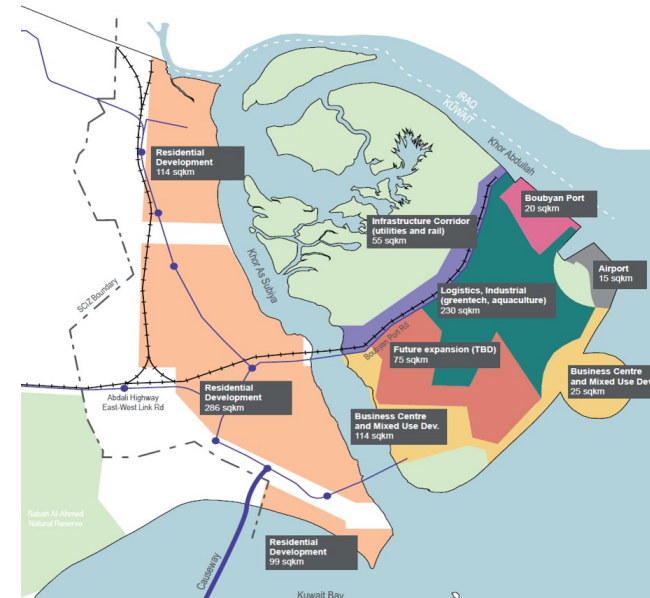 IRAQ
KUWAIT
Khor Abdullah
Residential
Development
114 sqkm
Boubyan Port
20 sqkm
Infrastructure Corridor
(utilities and rail)
55 sqkm
Khor As Subiya
Airport
15 sqkm
SCIZ Boundary
Logistics, Industrial
(greentech, aquaculture)
230 sqkm
Boubyan Port Rd
Future expansion (TBD)
75 sqkm
Business Centre
and Mixed Use Dev
25 sqkm
Residential
Development
286 sqkm
Abdali Highway
East-West Link Rd
Business Centre
and Mixed Use Dev.
114 sqkm
Sabah Al-Ahmed
Natural Reserve
Residential
Development
99 sqkm
Causeway
Kuwait Bay